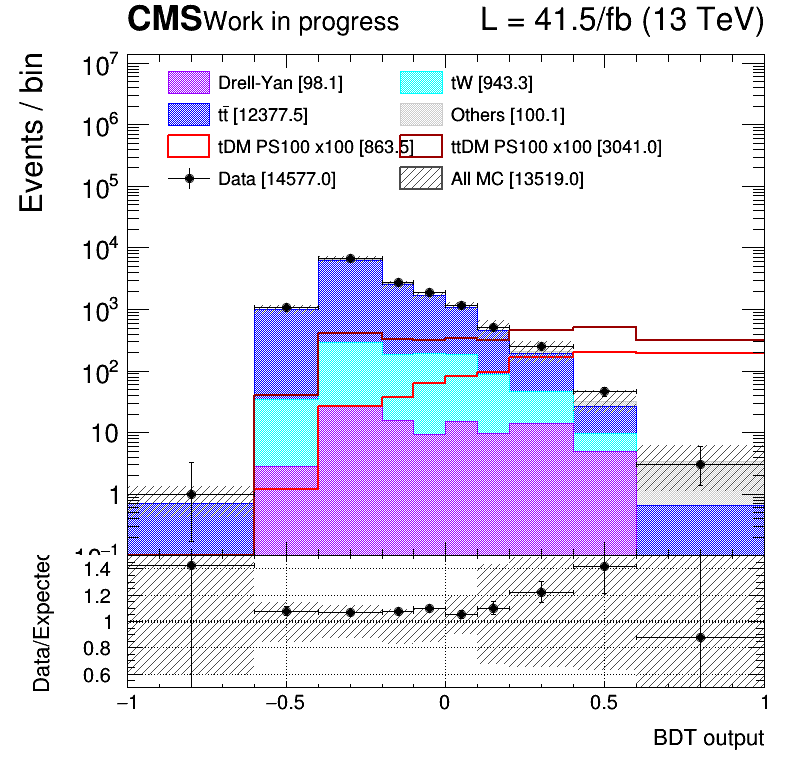 CMS Work in progress L = 41.5/fb (13 TeV)
Events / bin
10⁷
10⁶
10⁵
10⁴
10³
10²
10
1
10⁻¹
Drell-Yan [98.1] tW [943.3]
tt̄ [12377.5] Others [100.1]
tDM PS100 x100 [863.5] ttDM PS100 x100 [3041.0]
Data [14577.0] All MC [13519.0]
Data/Expected
1.4
1.2
1
0.8
0.6
−1 −0.5 0 0.5 1
BDT output